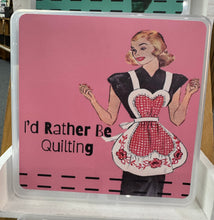 I'd Rather Be
Quilting